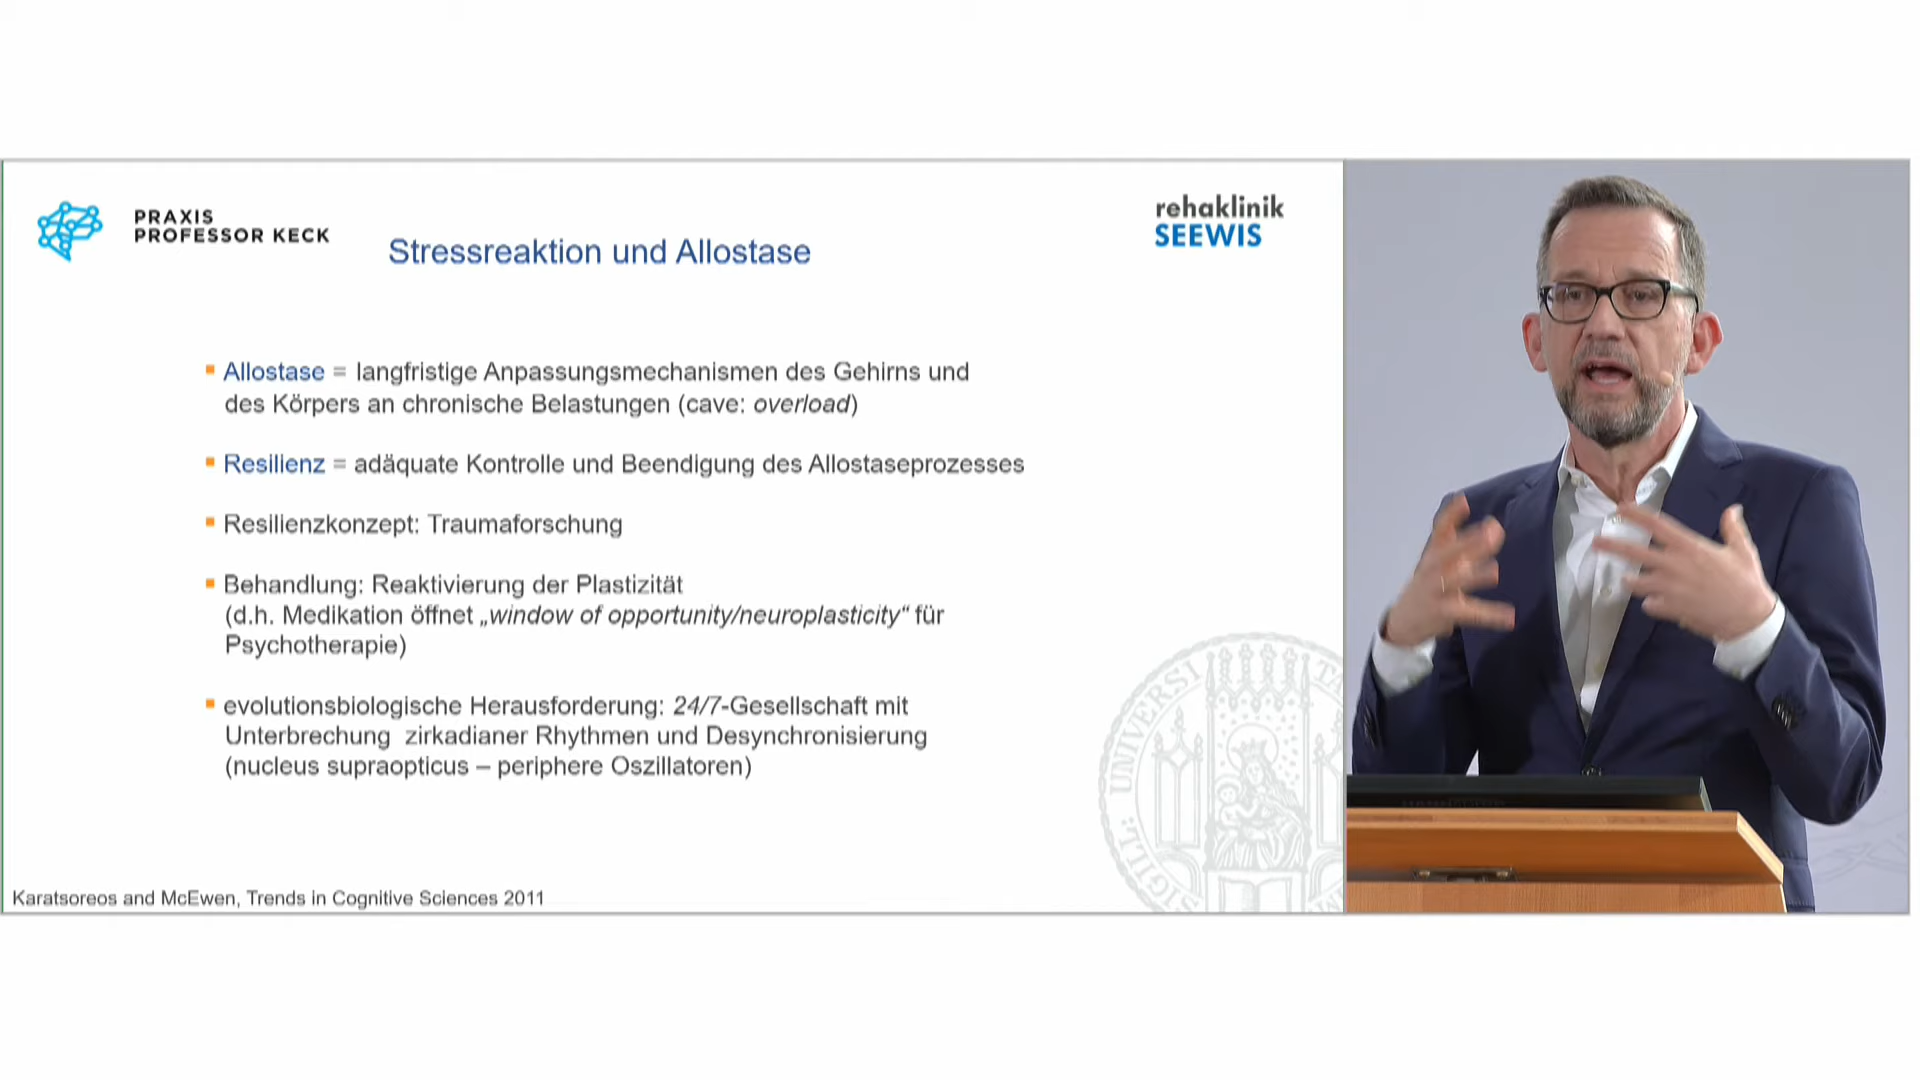 PRAXIS
PROFESSOR KECK
Stressreaktion und Allostase
rehaklinik
SEEWIS
Allostase = langfristige Anpassungsmechanismen des Gehirns und
des Körpers an chronische Belastungen (cave: overload)
Resilienz = adäquate Kontrolle und Beendigung des Allostaseprozesses
Resilienzkonzept: Traumaforschung
Behandlung: Reaktivierung der Plastizität
(d.h. Medikation öffnet „window of opportunity/neuroplasticity“ für
Psychotherapie)
evolutionsbiologische Herausforderung: 24/7-Gesellschaft mit
Unterbrechung zirkadianer Rhythmen und Desynchronisierung
(nucleus supraopticus – periphere Oszillatoren)
SIGILL: UNIVERSITA
Karatsoreos and McEwen, Trends in Cognitive Sciences 2011